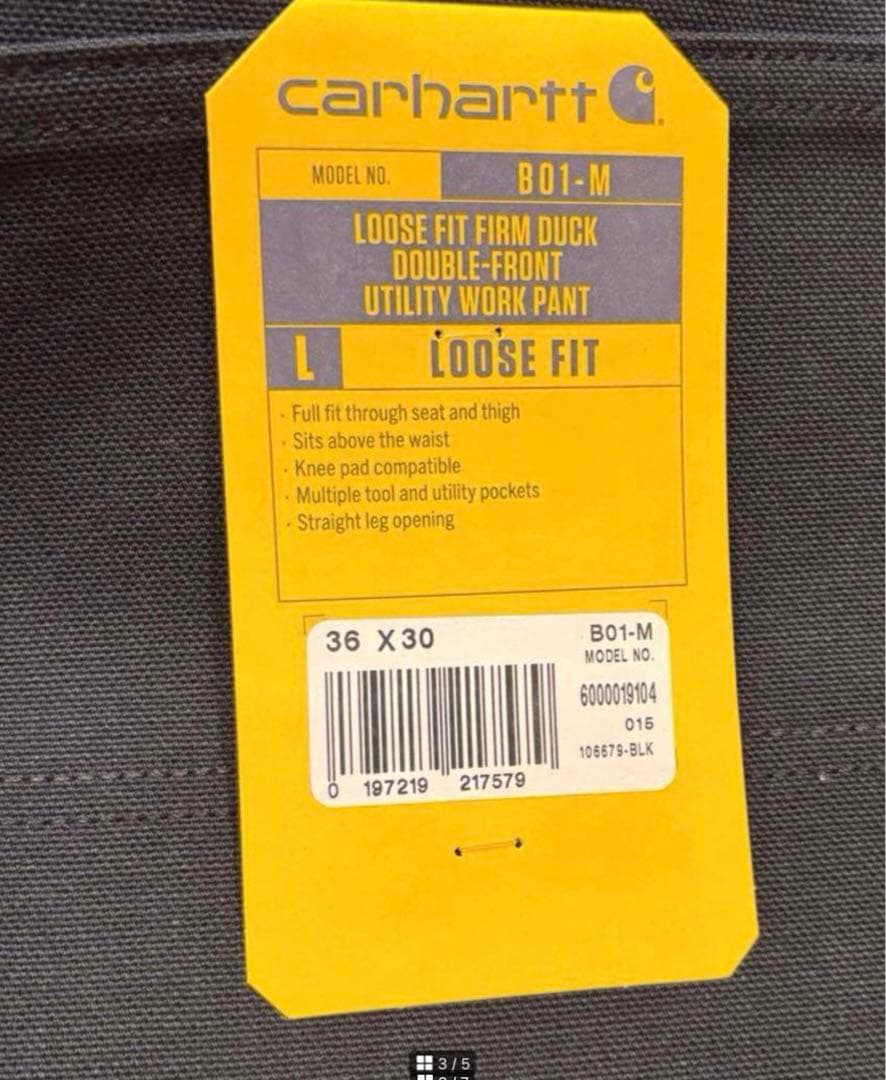 carhartt
MODEL NO. B01-M
LOOSE FIT FIRM DUCK
DOUBLE-FRONT
UTILITY WORK PANT
L LOOSE FIT
· Full fit through seat and thigh
· Sits above the waist
· Knee pad compatible
· Multiple tool and utility pockets
· Straight leg opening
36 X 30 B01-M
MODEL NO.
6000019104
015
106679-BLK
0 197219 217579
3 / 5